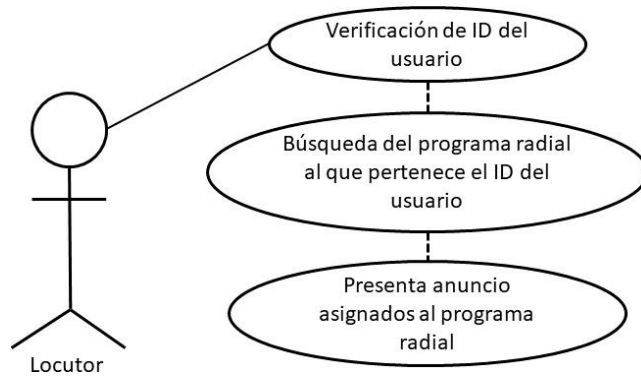 Verificación de ID del
usuario
Búsqueda del programa radial
al que pertenece el ID del
usuario
Presenta anuncio
asignados al programa
radial
Locutor